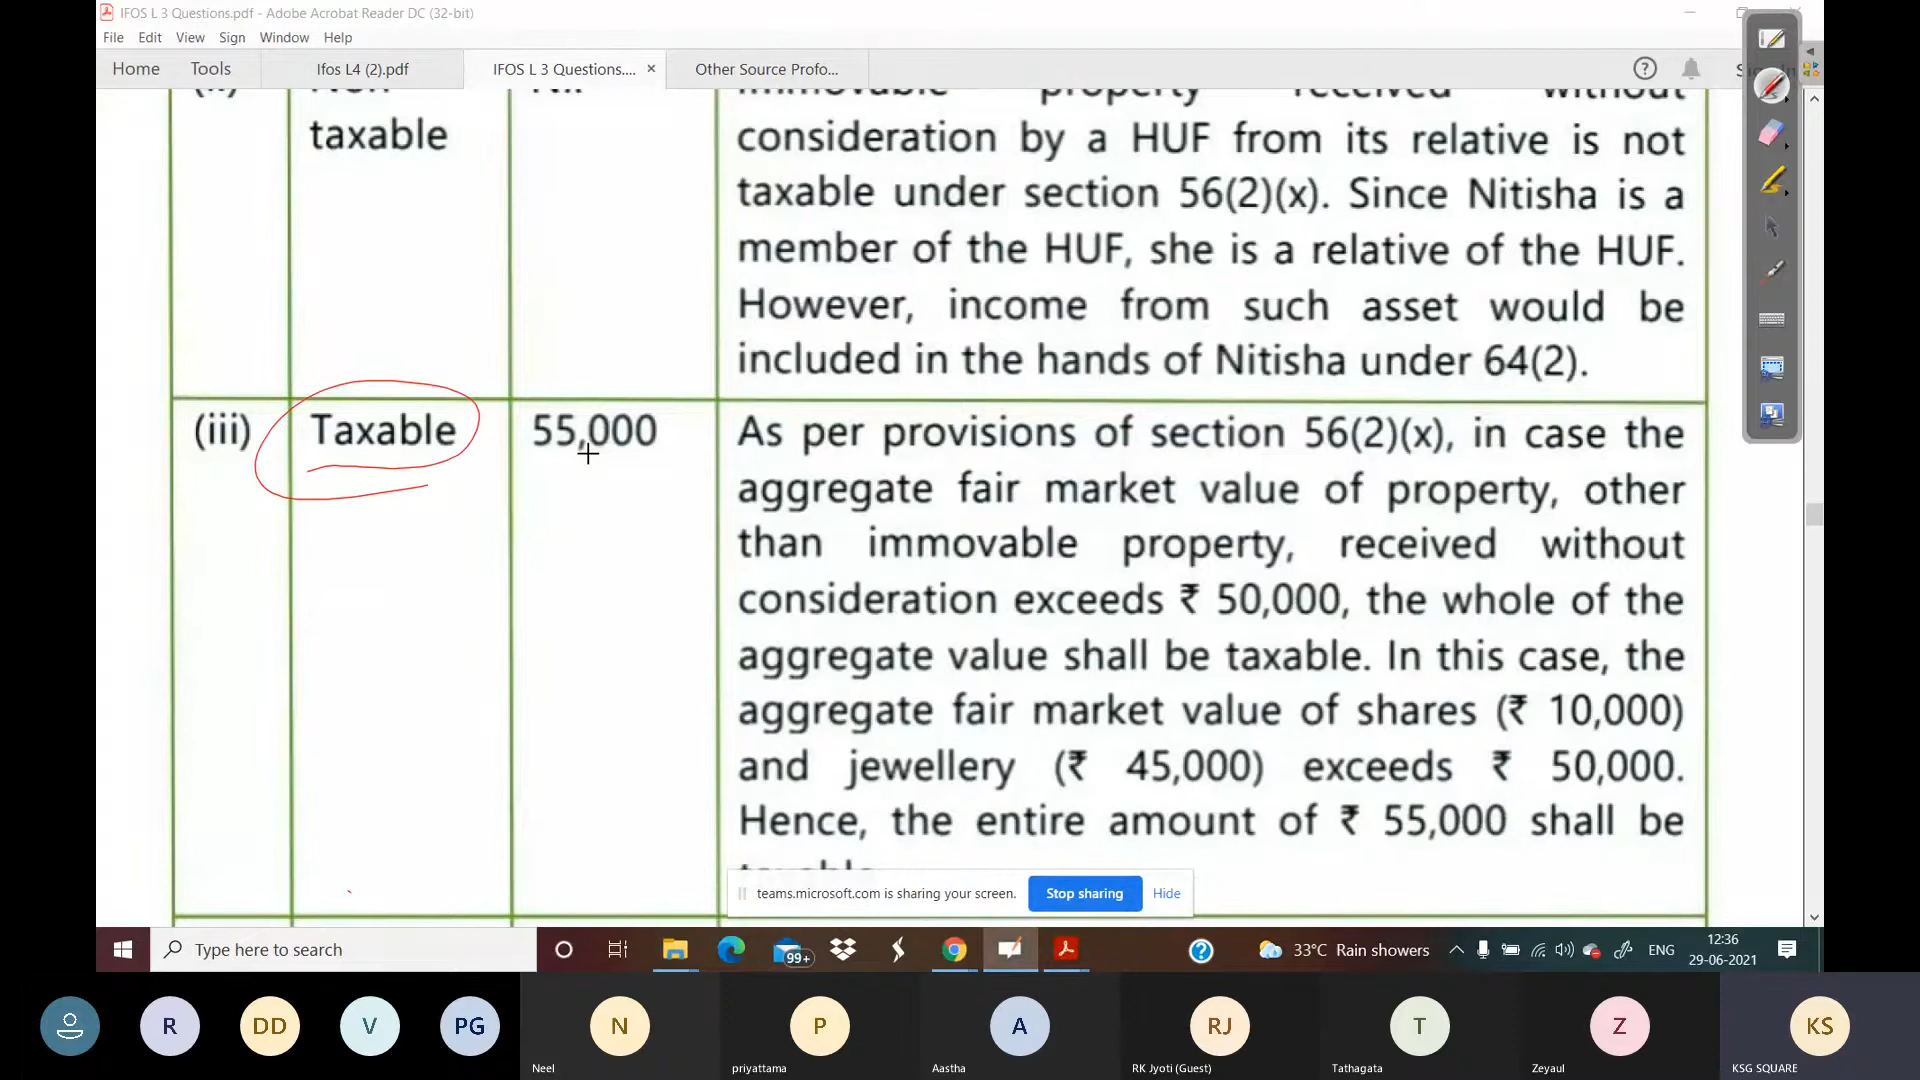 IFOS L 3 Questions.pdf - Adobe Acrobat Reader DC (32-bit)
File Edit View Sign Window Help
Home Tools Ifos L4 (2).pdf IFOS L 3 Questions.... × Other Source Profo...
immovable property received without
taxable consideration by a HUF from its relative is not
taxable under section 56(2)(x). Since Nitisha is a
member of the HUF, she is a relative of the HUF.
However, income from such asset would be
included in the hands of Nitisha under 64(2).
(iii) Taxable 55,000 As per provisions of section 56(2)(x), in case the
aggregate fair market value of property, other
than immovable property, received without
consideration exceeds ₹ 50,000, the whole of the
aggregate value shall be taxable. In this case, the
aggregate fair market value of shares (₹ 10,000)
and jewellery (₹ 45,000) exceeds ₹ 50,000.
Hence, the entire amount of ₹ 55,000 shall be
teams.microsoft.com is sharing your screen. Stop sharing Hide
Type here to search 99+ 33°C Rain showers ENG 12:36
29-06-2021
R DD V PG N P A RJ T Z KS
Neel priyattama Aastha RK Jyoti (Guest) Tathagata Zeyaul KSG SQUARE